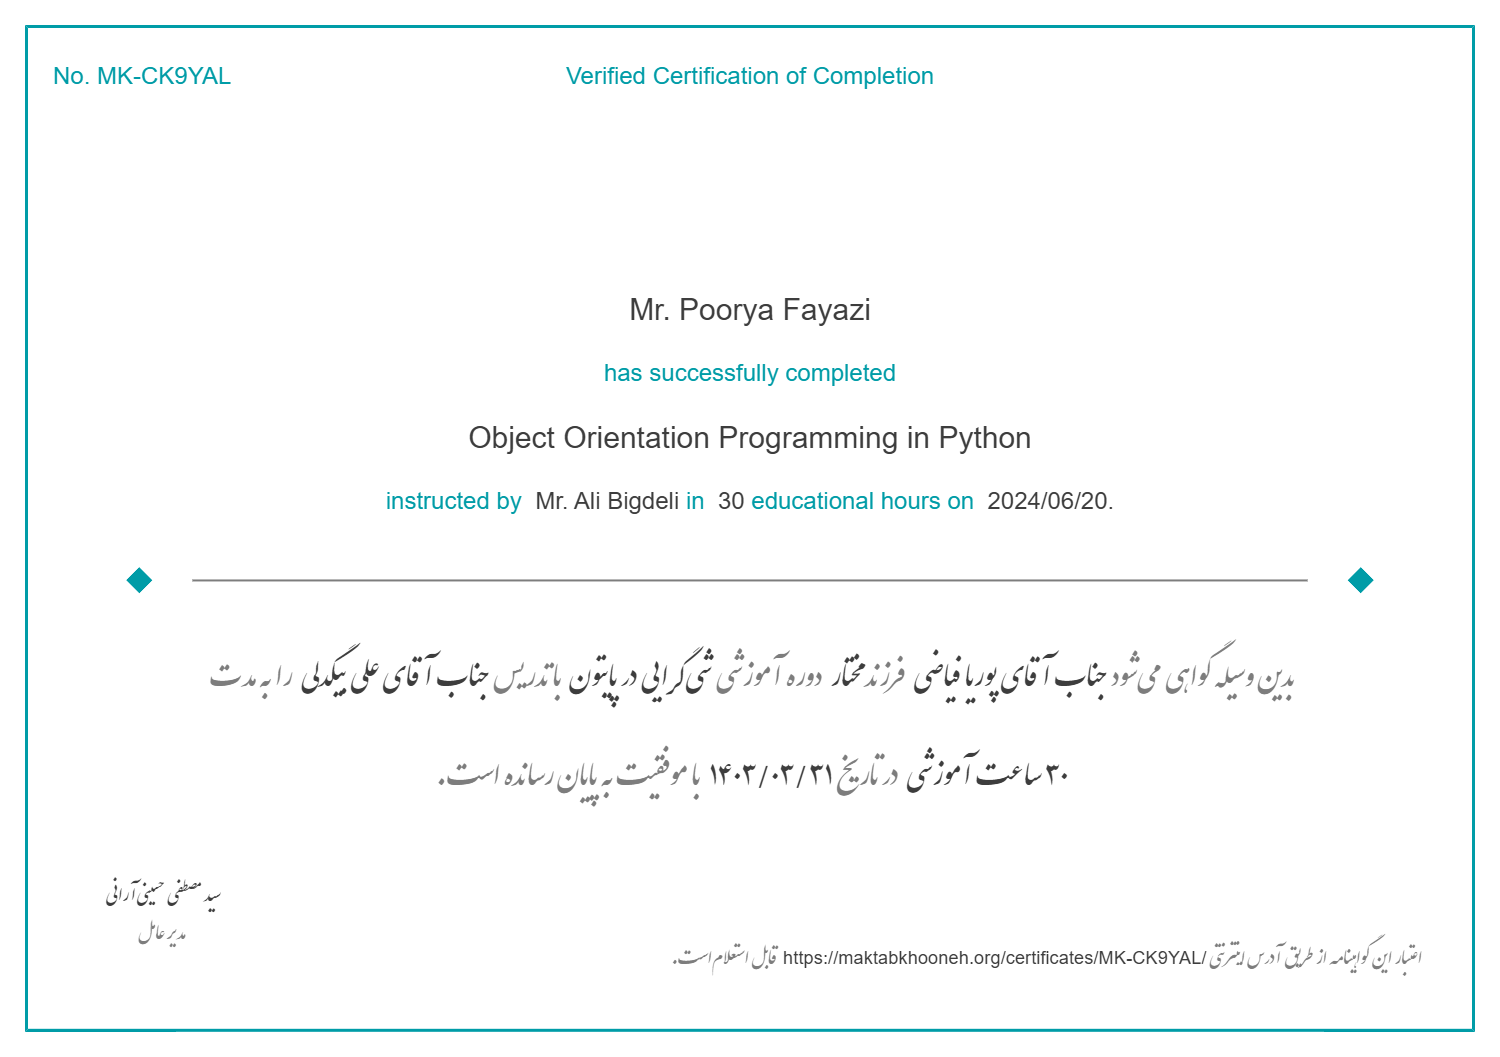 No. MK-CK9YAL
Verified Certification of Completion
Mr. Poorya Fayazi
has successfully completed
Object Orientation Programming in Python
instructed by Mr. Ali Bigdeli in 30 educational hours on 2024/06/20.
بدین وسیله گواهی می‌شود جناب آقای پوریا فیاضی فرزند مختار دوره آموزشی شی‌گرایی در پایتون با تدریس جناب آقای علی بیگدلی را به مدت
۳۰ ساعت آموزشی در تاریخ ۱۴۰۳/۰۳/۳۱ با موفقیت به پایان رسانده است.
سید مصطفی حسینی‌آرانی
مدیر عامل
اعتبار این گواهینامه از طریق آدرس اینترنتی https://maktabkhooneh.org/certificates/MK-CK9YAL/ قابل استعلام است.